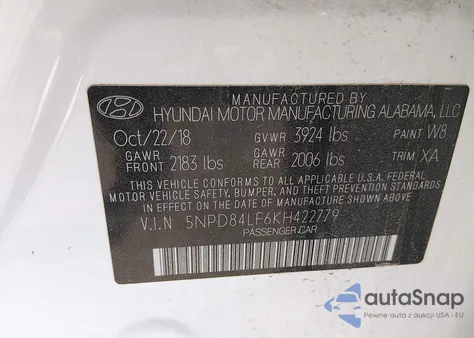 MANUFACTURED BY
HYUNDAI MOTOR MANUFACTURING ALABAMA, LLC
Oct/22/18 GVWR 3924 lbs PAINT W8
GAWR FRONT 2183 lbs GAWR REAR 2006 lbs TRIM XA
THIS VEHICLE CONFORMS TO ALL APPLICABLE U.S.A. FEDERAL
MOTOR VEHICLE SAFETY, BUMPER, AND THEFT PREVENTION STANDARDS
IN EFFECT ON THE DATE OF MANUFACTURE SHOWN ABOVE.
V.I.N 5NPD84LF6KH422779
PASSENGER CAR
autoSnap
Pewne auta z aukcji USA - EU